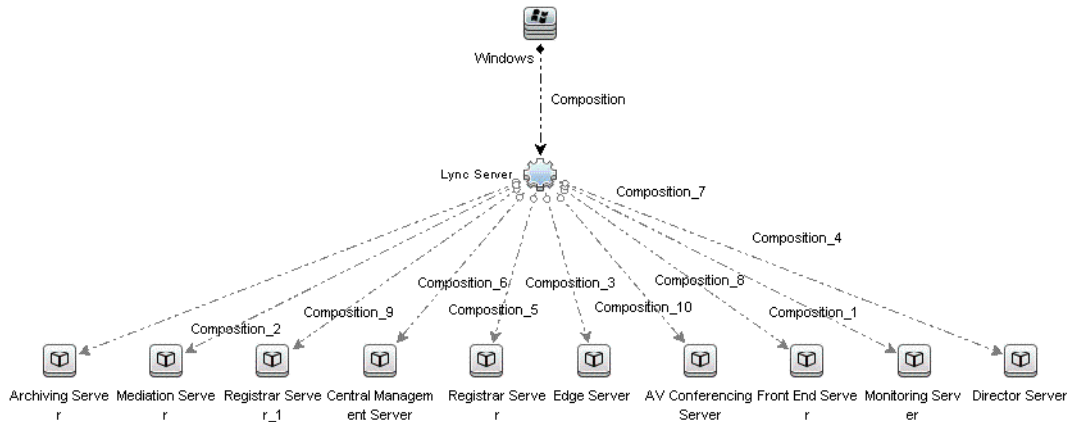 Windows
Composition
Lync Server
Composition_7
Composition_4
Composition_6
Composition_3
Composition_8
Composition_2
Composition_9
Composition_5
Composition_10
Composition_1
Archiving Serve
r
Mediation Serve
r
Registrar Serve
r_1
Central Managem
ent Server
Registrar Serve
r
Edge Server
AV Conferencing
Server
Front End Serve
r
Monitoring Serv
er
Director Server